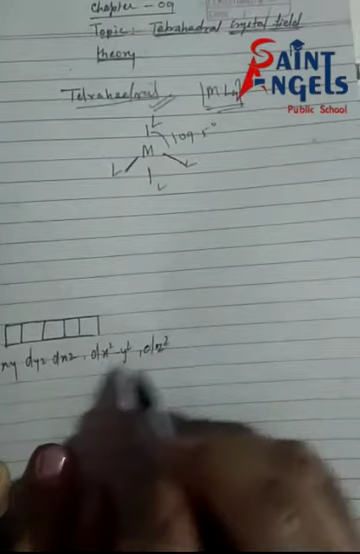 Chapter - 09
Topic: Tetrahedral Crystal field
theory
SAINT
ANGELS
Public School
Tetrahedral
L
109.5°
M
L L
L
xy dyz dxz, dx²-y², dz²